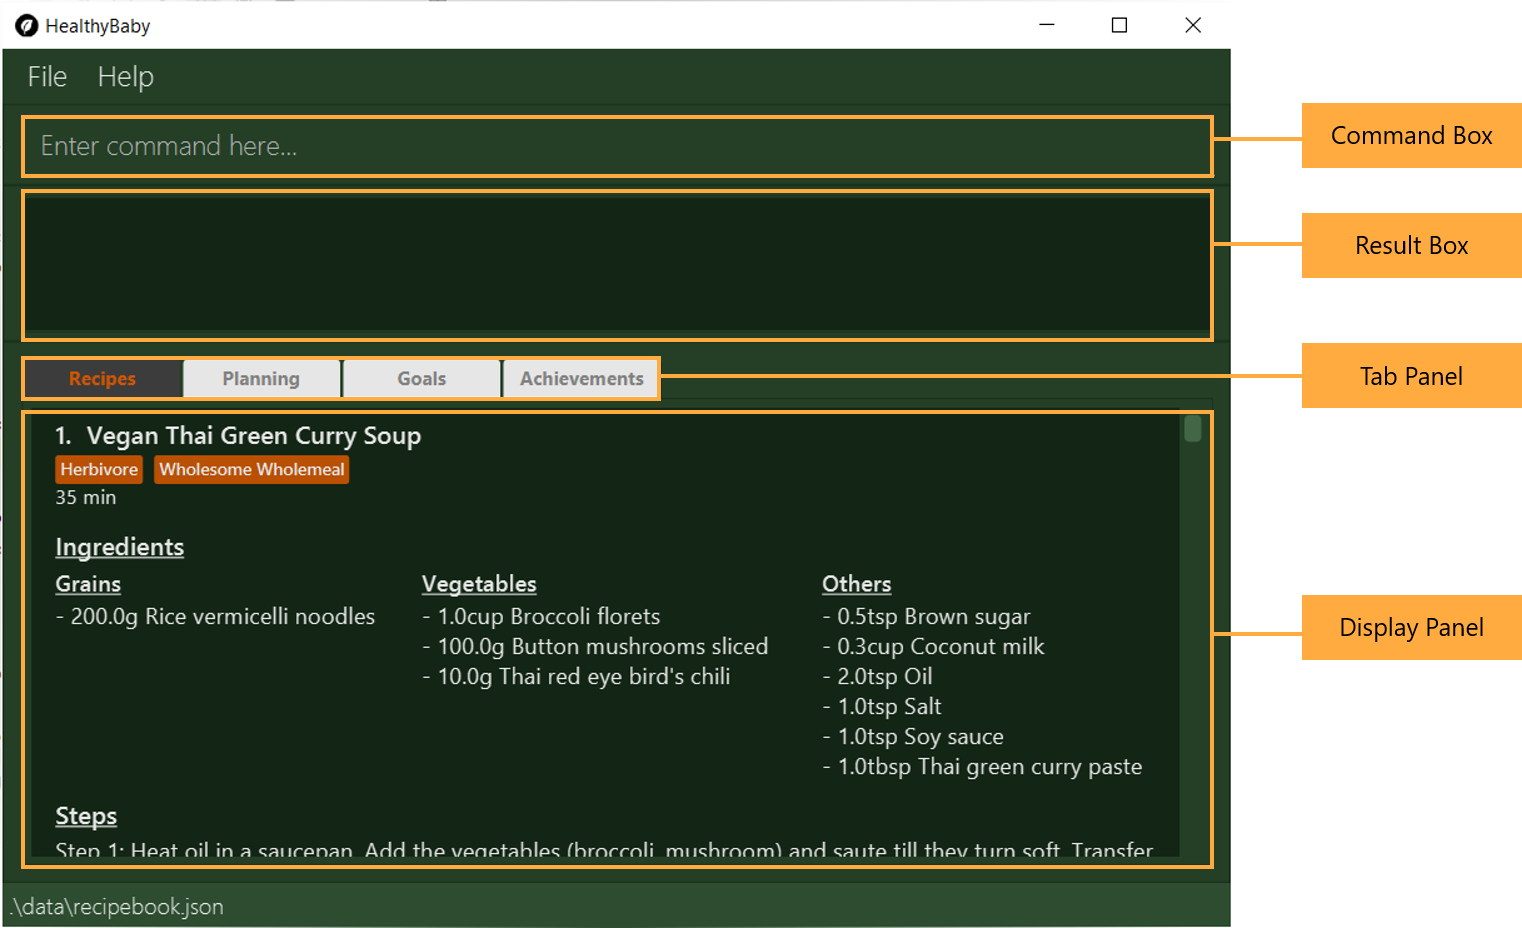 HealthyBaby
File Help
Enter command here...
Command Box
Result Box
Recipes Planning Goals Achievements
Tab Panel
1. Vegan Thai Green Curry Soup
Herbivore Wholesome Wholemeal
35 min
Ingredients
Grains
- 200.0g Rice vermicelli noodles
Vegetables
- 1.0cup Broccoli florets
- 100.0g Button mushrooms sliced
- 10.0g Thai red eye bird's chili
Others
- 0.5tsp Brown sugar
- 0.3cup Coconut milk
- 2.0tsp Oil
- 1.0tsp Salt
- 1.0tsp Soy sauce
- 1.0tbsp Thai green curry paste
Display Panel
Steps
Step 1: Heat oil in a saucepan. Add the vegetables (broccoli, mushroom) and saute till they turn soft. Transfer
.\data\recipebook.json